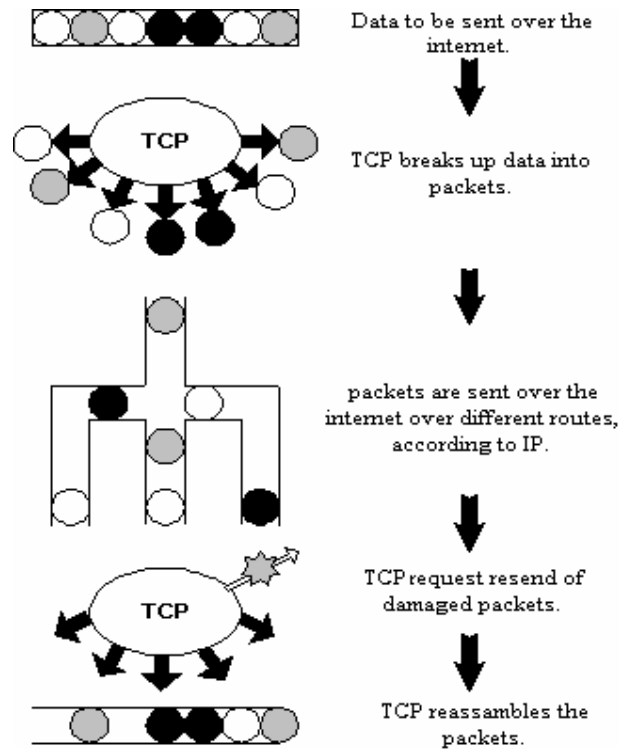 Data to be sent over the
internet.
TCP
TCP breaks up data into
packets.
packets are sent over the
internet over different routes,
according to IP.
TCP
TCP request resend of
damaged packets.
TCP reassambles the
packets.